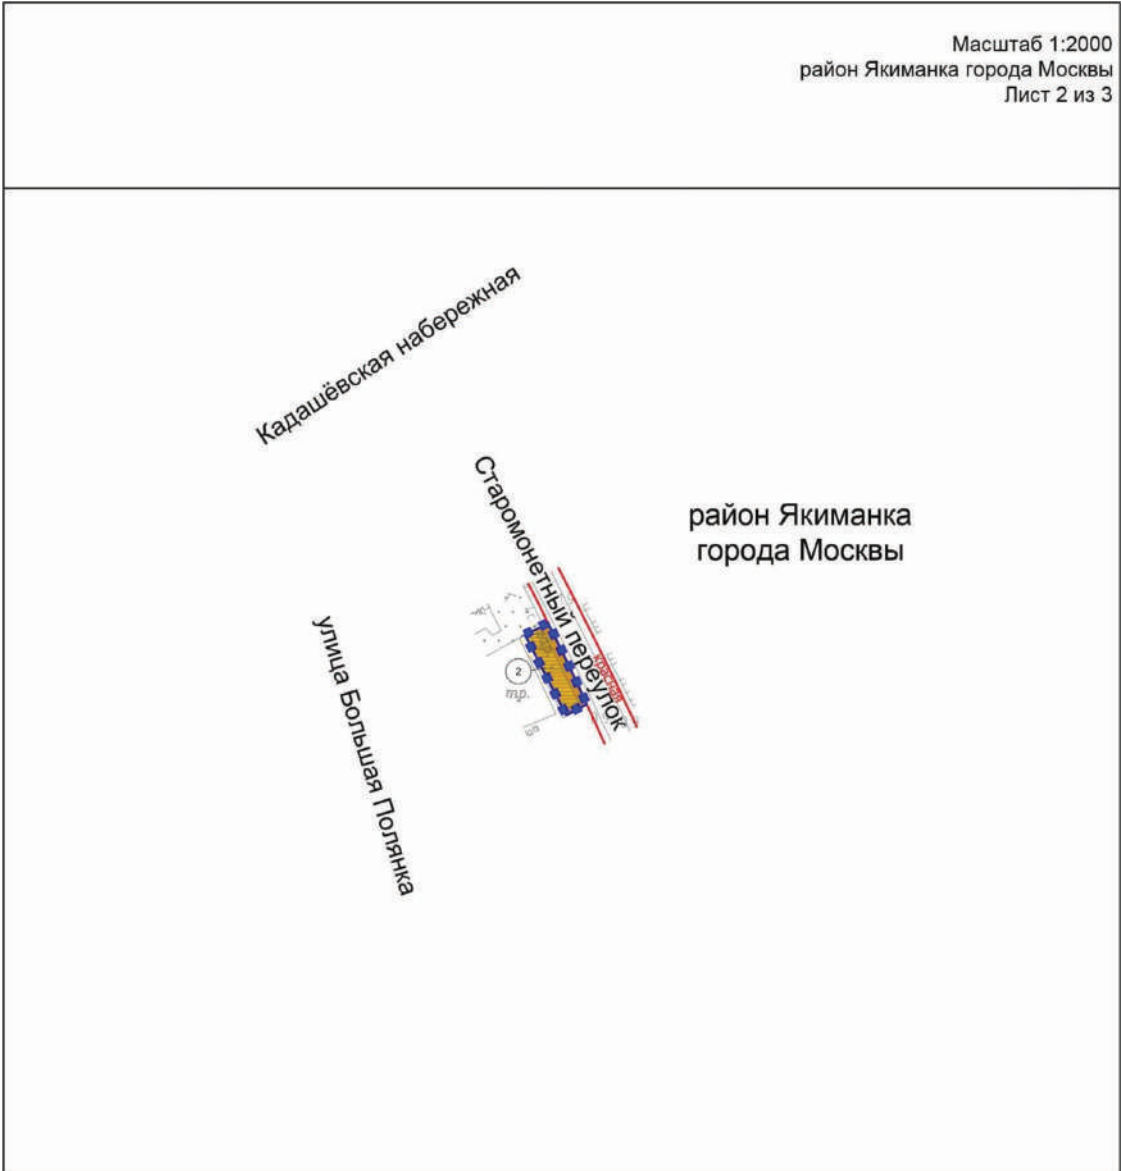 Масштаб 1:2000
район Якиманка города Москвы
Лист 2 из 3
Кадашёвская набережная
Старомонетный переулок
район Якиманка
города Москвы
улица Большая Полянка
красная
2
тр.